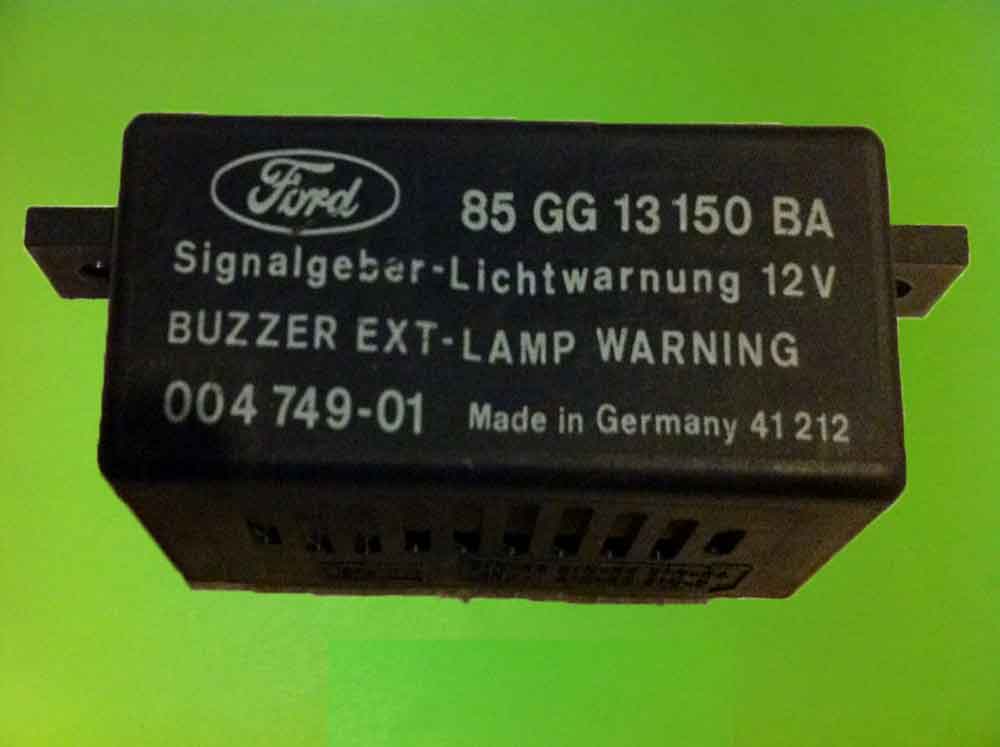 Ford
85 GG 13 150 BA
Signalgeber-Lichtwarnung 12V
BUZZER EXT-LAMP WARNING
004 749-01 Made in Germany 41 212